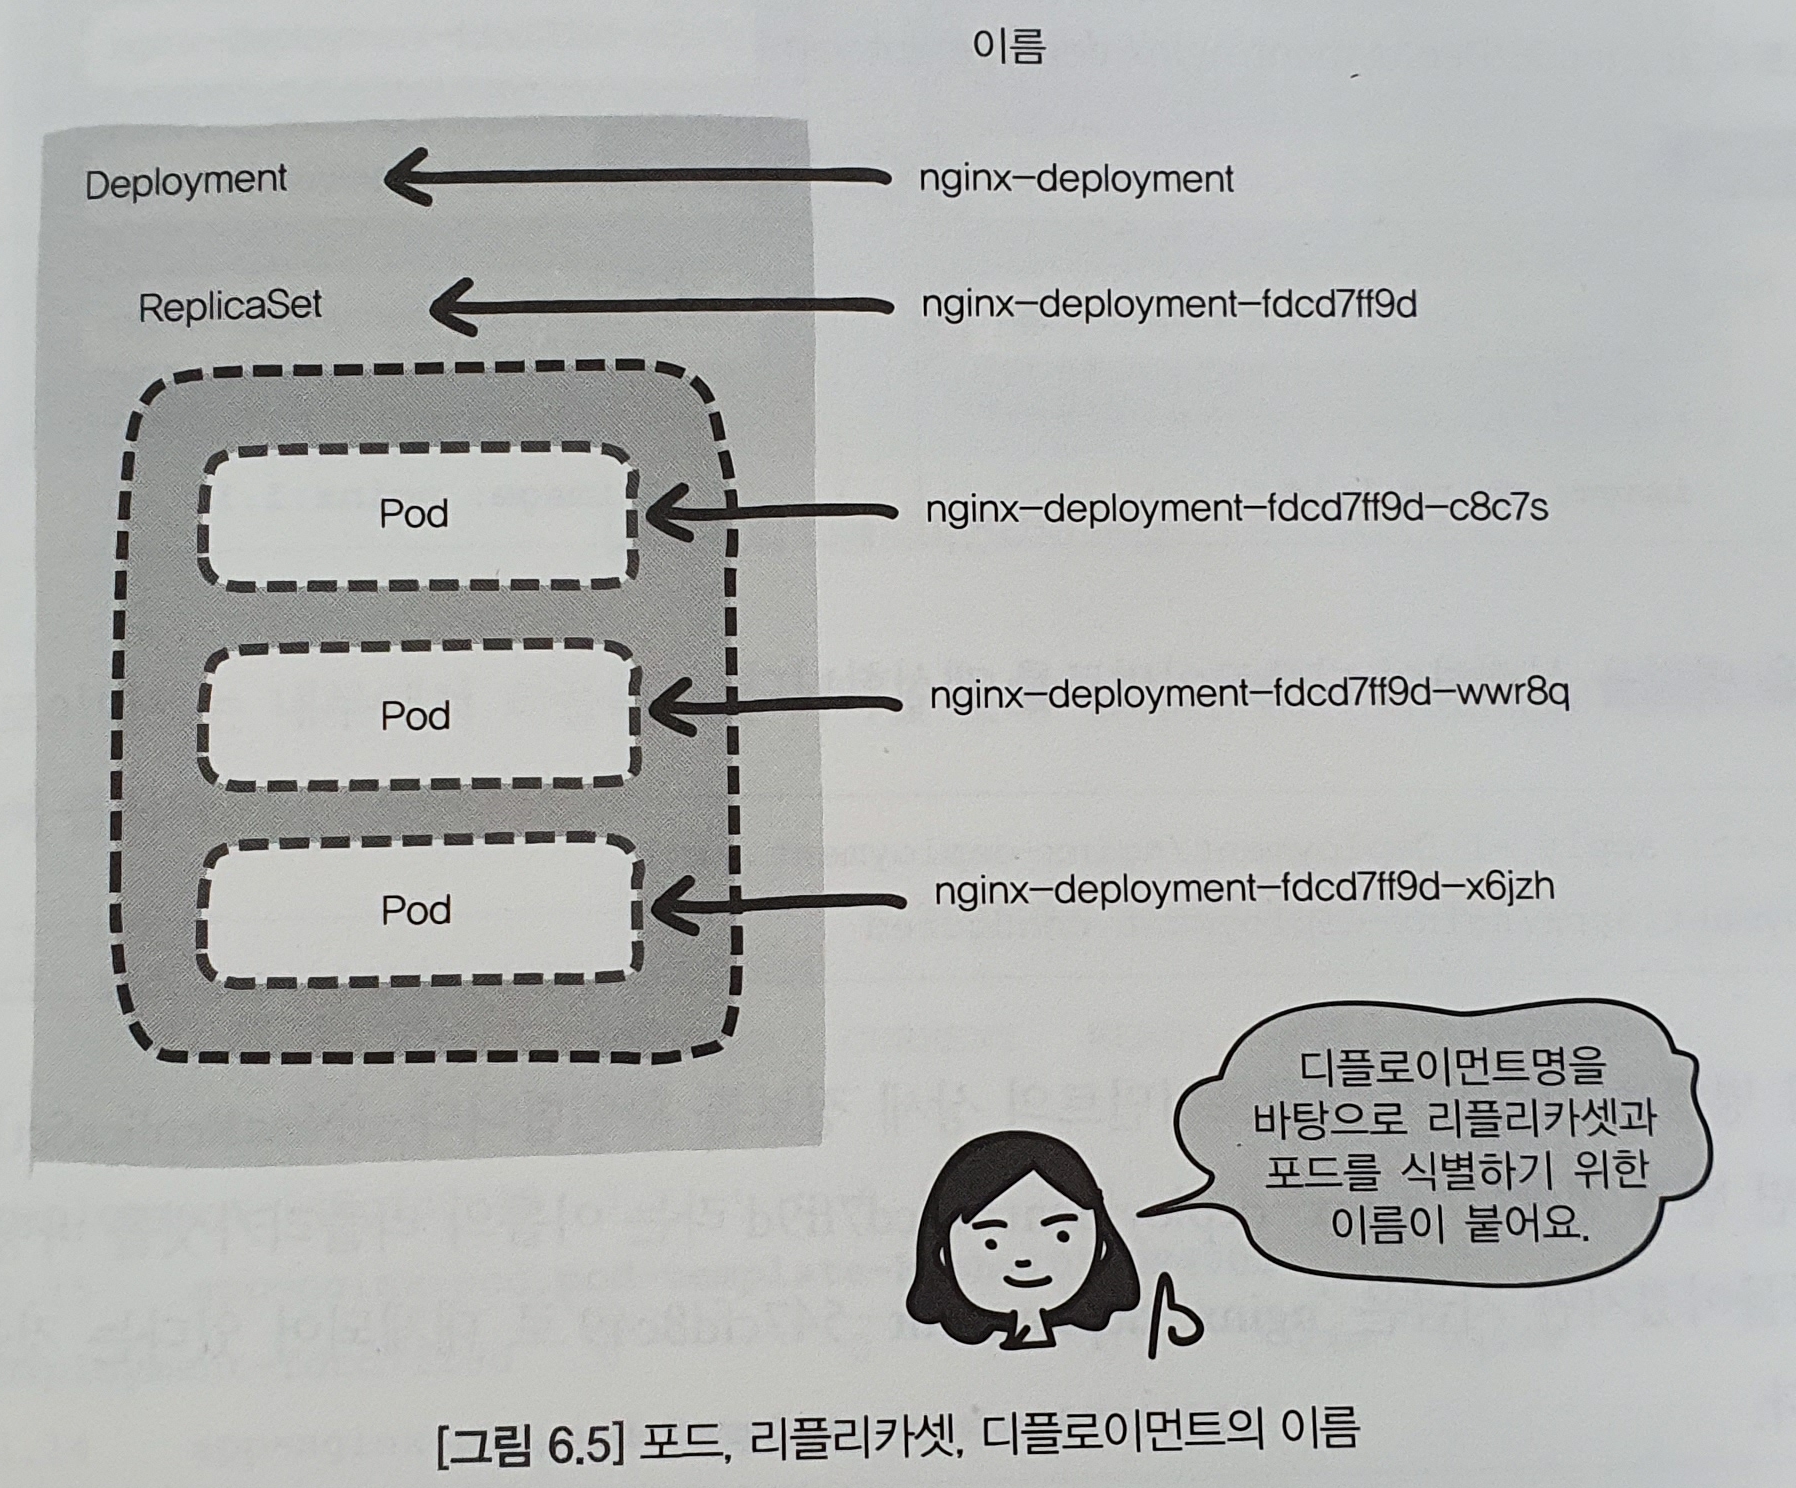 이름
Deployment
nginx-deployment
ReplicaSet
nginx-deployment-fdcd7ff9d
Pod
nginx-deployment-fdcd7ff9d-c8c7s
Pod
nginx-deployment-fdcd7ff9d-wwr8q
Pod
nginx-deployment-fdcd7ff9d-x6jzh
디플로이먼트명을
바탕으로 리플리카셋과
포드를 식별하기 위한
이름이 붙어요.
[그림 6.5] 포드, 리플리카셋, 디플로이먼트의 이름